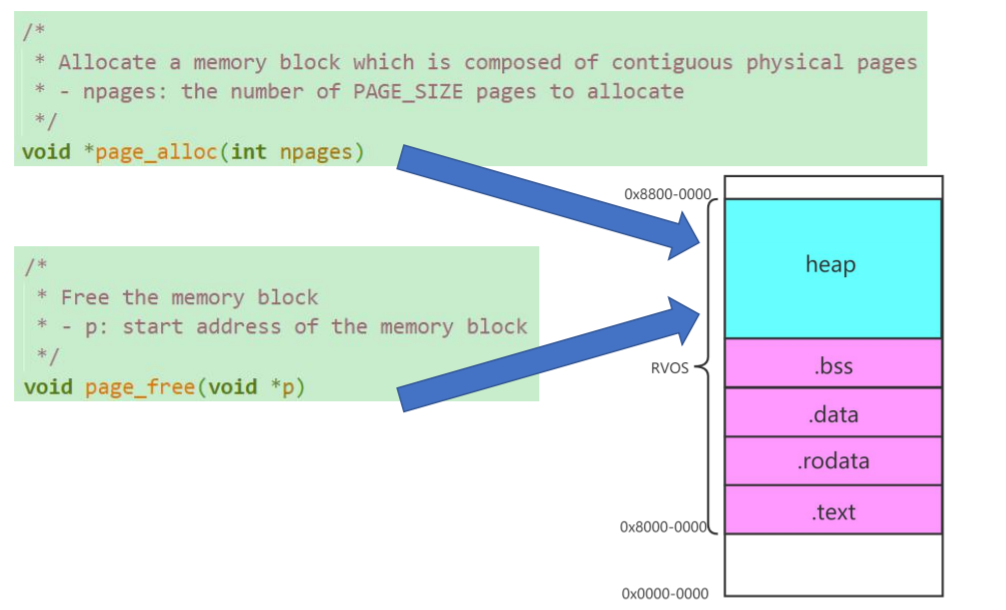 /*
 * Allocate a memory block which is composed of contiguous physical pages
 * - npages: the number of PAGE_SIZE pages to allocate
 */
void *page_alloc(int npages)
/*
 * Free the memory block
 * - p: start address of the memory block
 */
void page_free(void *p)
0x8800-0000
heap
RVOS
.bss
.data
.rodata
.text
0x8000-0000
0x0000-0000